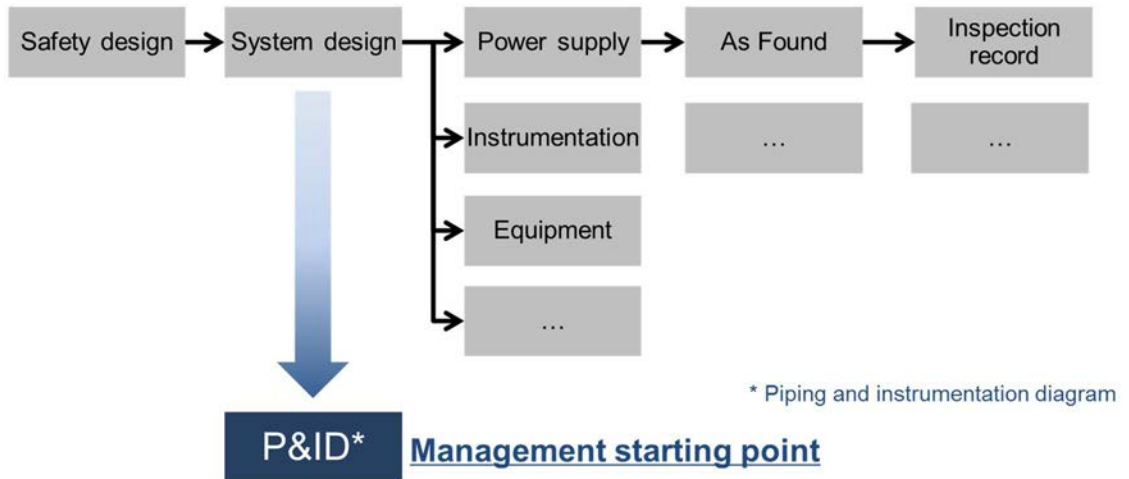 Safety design
System design
Power supply
As Found
Inspection
record
Instrumentation
...
...
Equipment
...
* Piping and instrumentation diagram
P&ID*
Management starting point